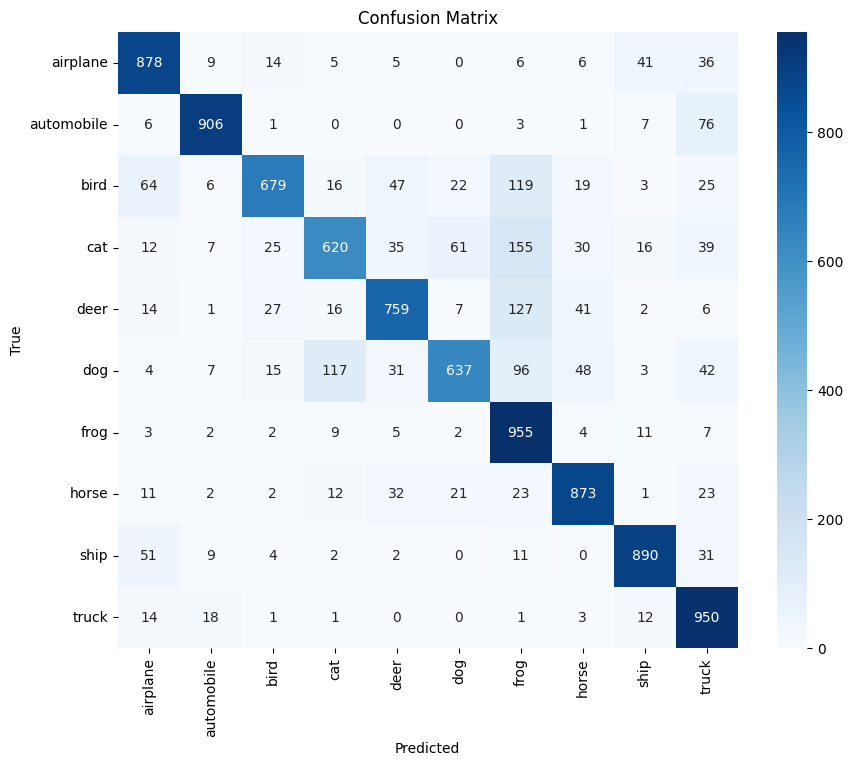 Confusion Matrix
airplane 878 9 14 5 5 0 6 6 41 36
automobile 6 906 1 0 0 0 3 1 7 76
bird 64 6 679 16 47 22 119 19 3 25
cat 12 7 25 620 35 61 155 30 16 39
deer 14 1 27 16 759 7 127 41 2 6
dog 4 7 15 117 31 637 96 48 3 42
frog 3 2 2 9 5 2 955 4 11 7
horse 11 2 2 12 32 21 23 873 1 23
ship 51 9 4 2 2 0 11 0 890 31
truck 14 18 1 1 0 0 1 3 12 950
airplane automobile bird cat deer dog frog horse ship truck
Predicted
True
800
600
400
200
0